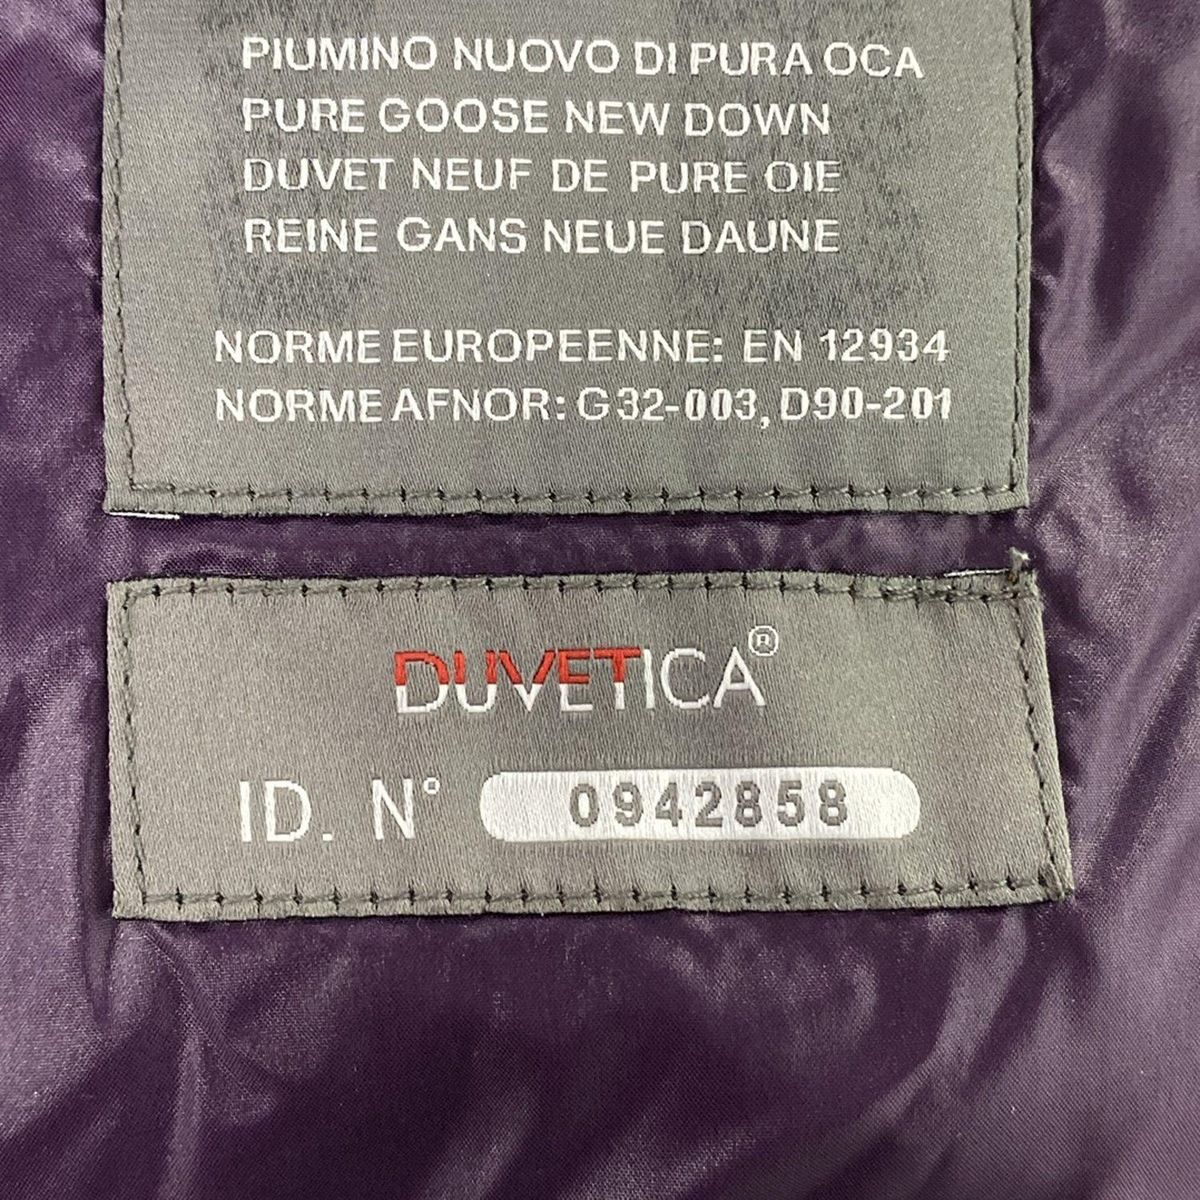 PIUMINO NUOVO DI PURA OCA
PURE GOOSE NEW DOWN
DUVET NEUF DE PURE OIE
REINE GANS NEUE DAUNE
NORME EUROPEENNE: EN 12934
NORME AFNOR: G32-003, D90-201
DUVETICA®
ID. N° 0942858